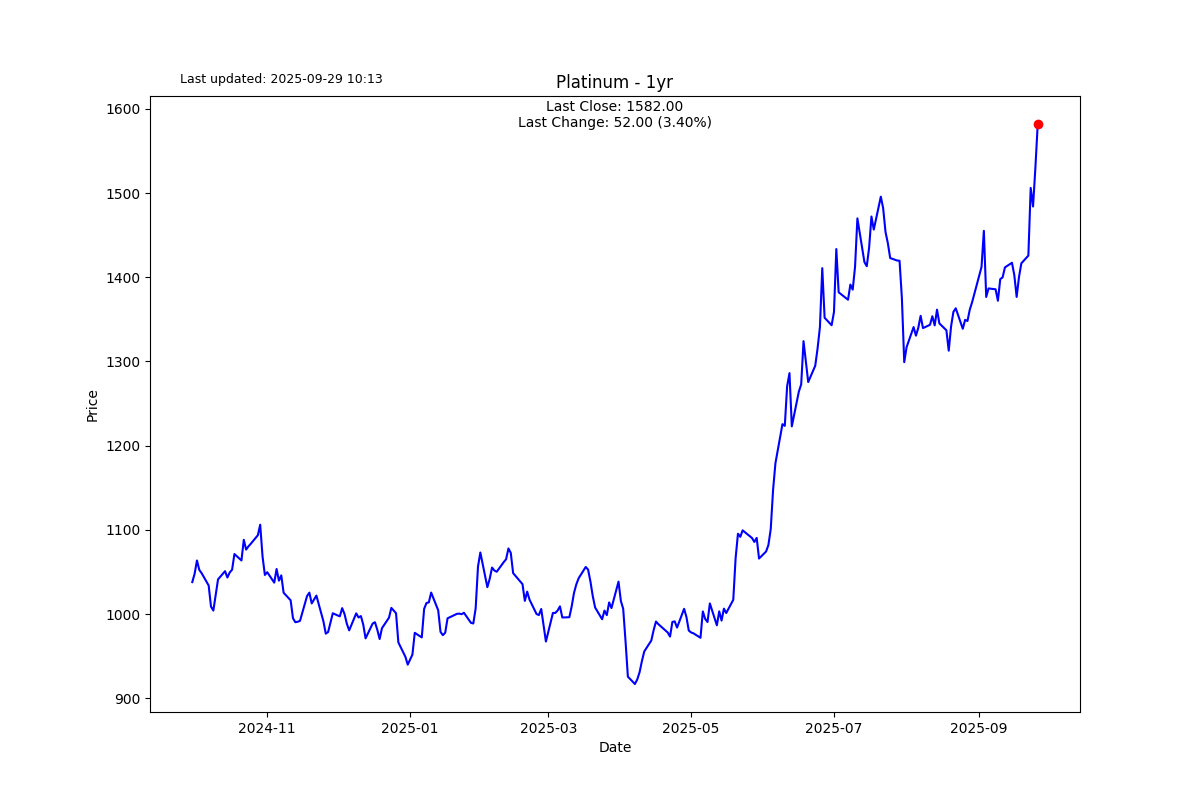 Last updated: 2025-09-29 10:13
Platinum - 1yr
Last Close: 1582.00
Last Change: 52.00 (3.40%)
1600
1500
1400
1300
1200
1100
1000
900
Price
2024-11
2025-01
2025-03
2025-05
2025-07
2025-09
Date